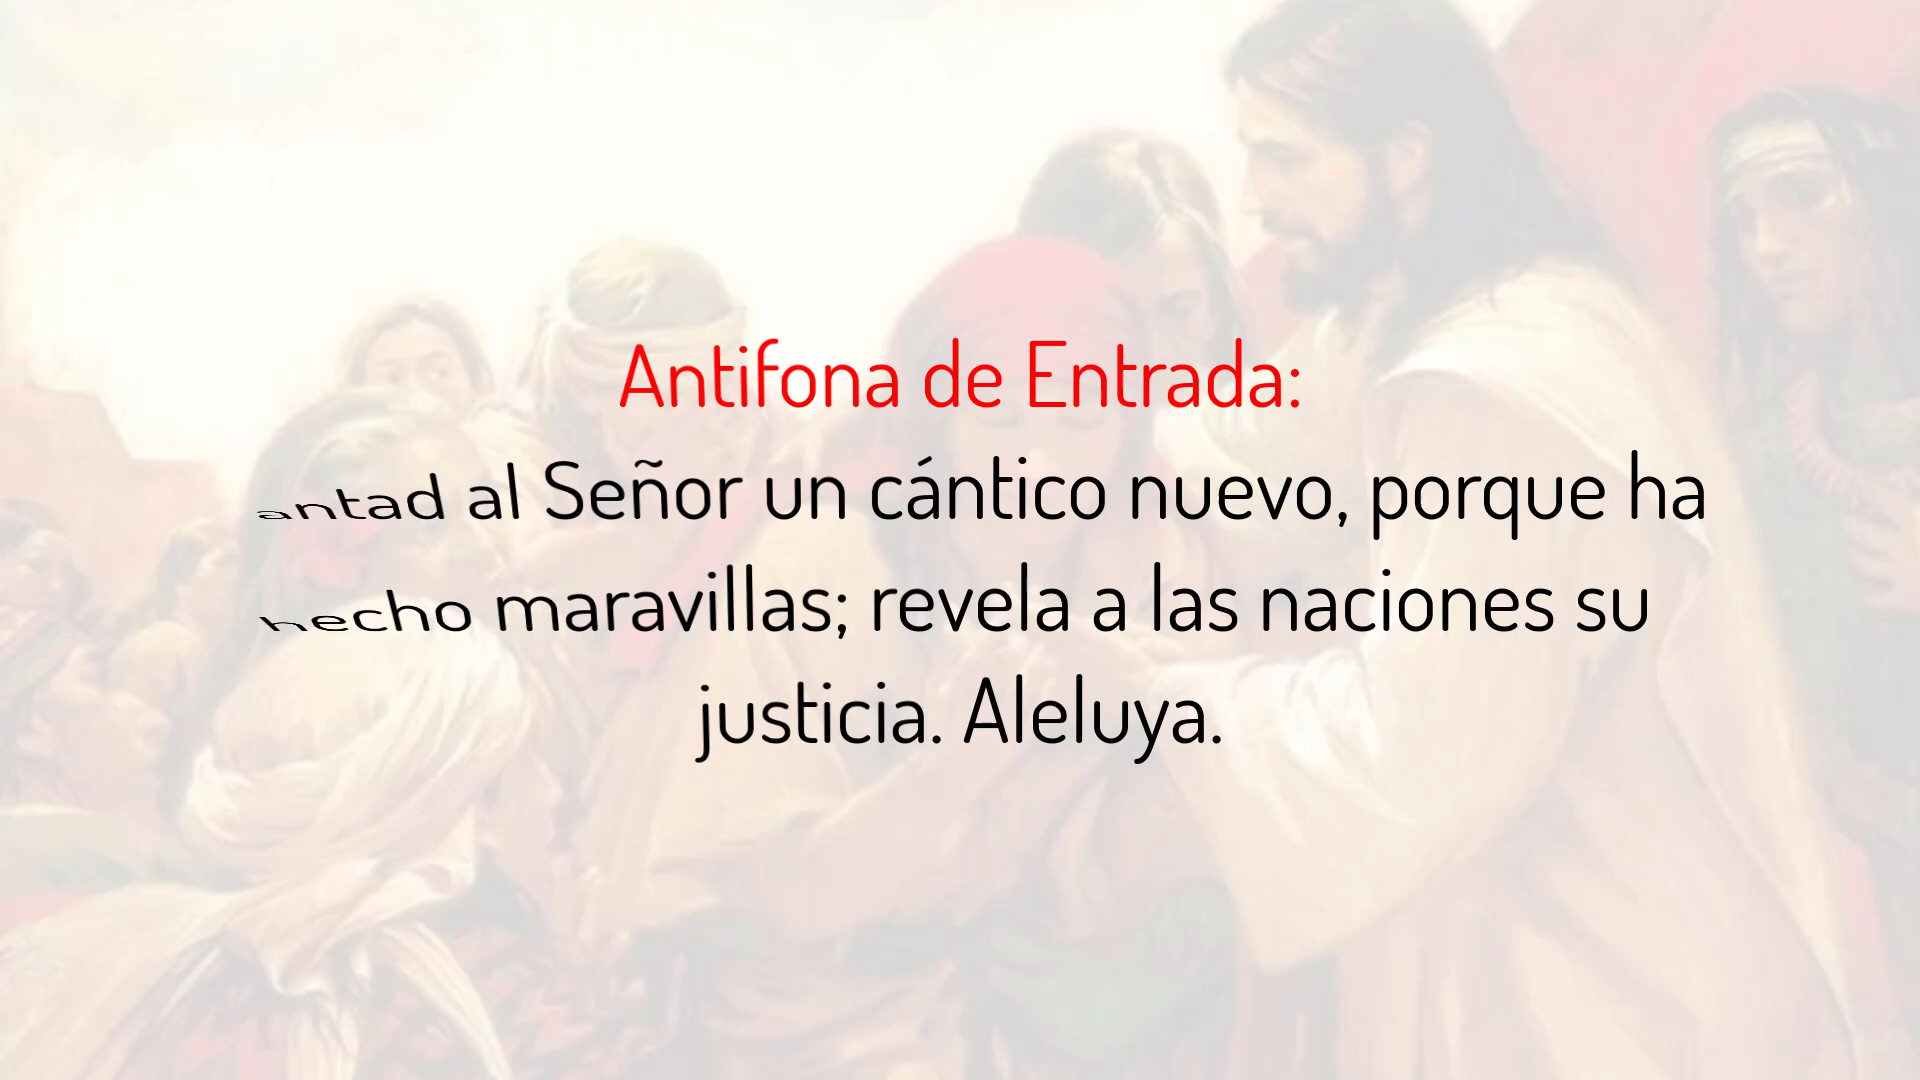 Antifona de Entrada:
antad al Señor un cántico nuevo, porque ha
hecho maravillas; revela a las naciones su
justicia. Aleluya.